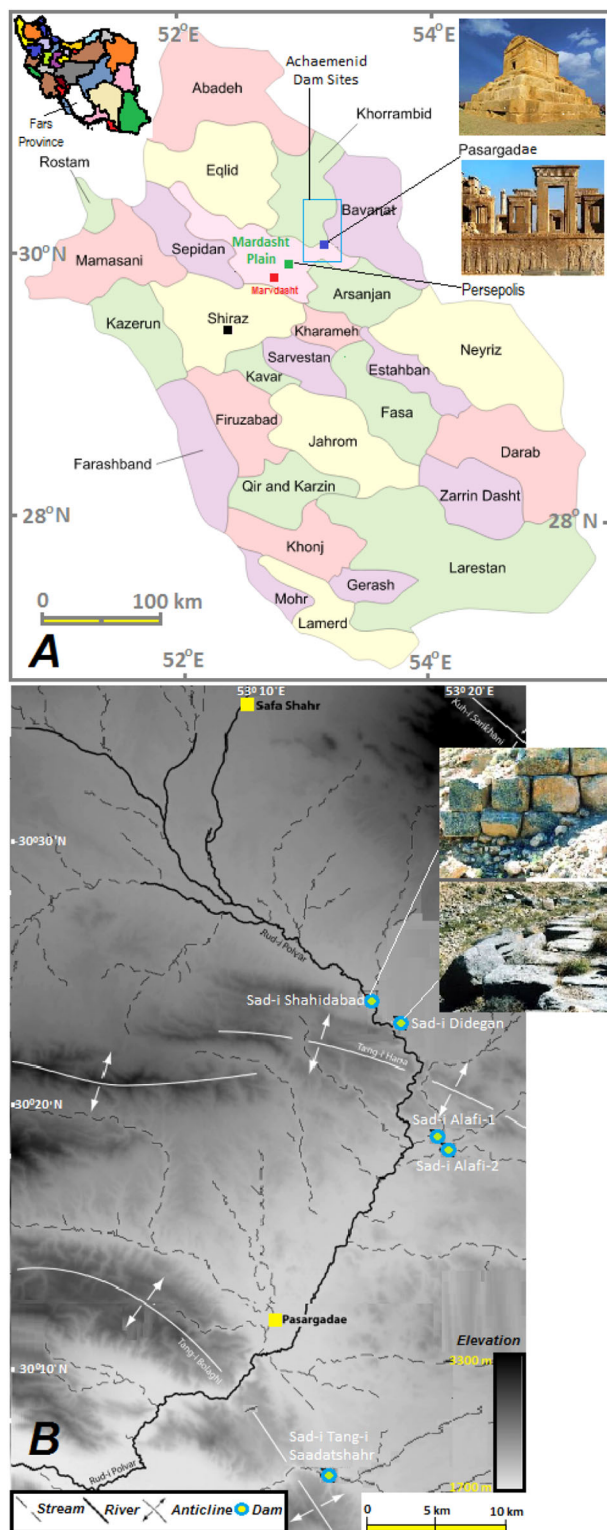 52°E
54°E
Achaemenid
Dam Sites
Abadeh
Khorrambid
Fars
Province
Rostam
Eqlid
Pasargadae
Bavanat
30°N
30°N
Sepidan
Mardasht
Plain
Mamasani
Marvdasht
Arsanjan
Persepolis
Kazerun
Shiraz
Kharameh
Neyriz
Sarvestan
Estahban
Kavar
Fasa
Firuzabad
Jahrom
Darab
Farashband
Qir and Karzin
Zarrin Dasht
28°N
28°N
Khonj
Larestan
Gerash
Mohr
Lamerd
0 100 km
A
52°E
54°E
53°10'E
53°20'E
Safa Shahr
Kuh-i Sarikhani
30°30'N
Rud-i Polvar
Sad-i Shahidabad
Sad-i Didegan
Tang-i Hana
30°20'N
Sad-i Alafi-1
Sad-i Alafi-2
Pasargadae
Elevation
3300 m
30°10'N
Tang-i Bolaghi
B
Sad-i Tang-i
Saadatshahr
Rud-i Polvar
1700 m
Stream River Anticline Dam
0 5 km 10 km